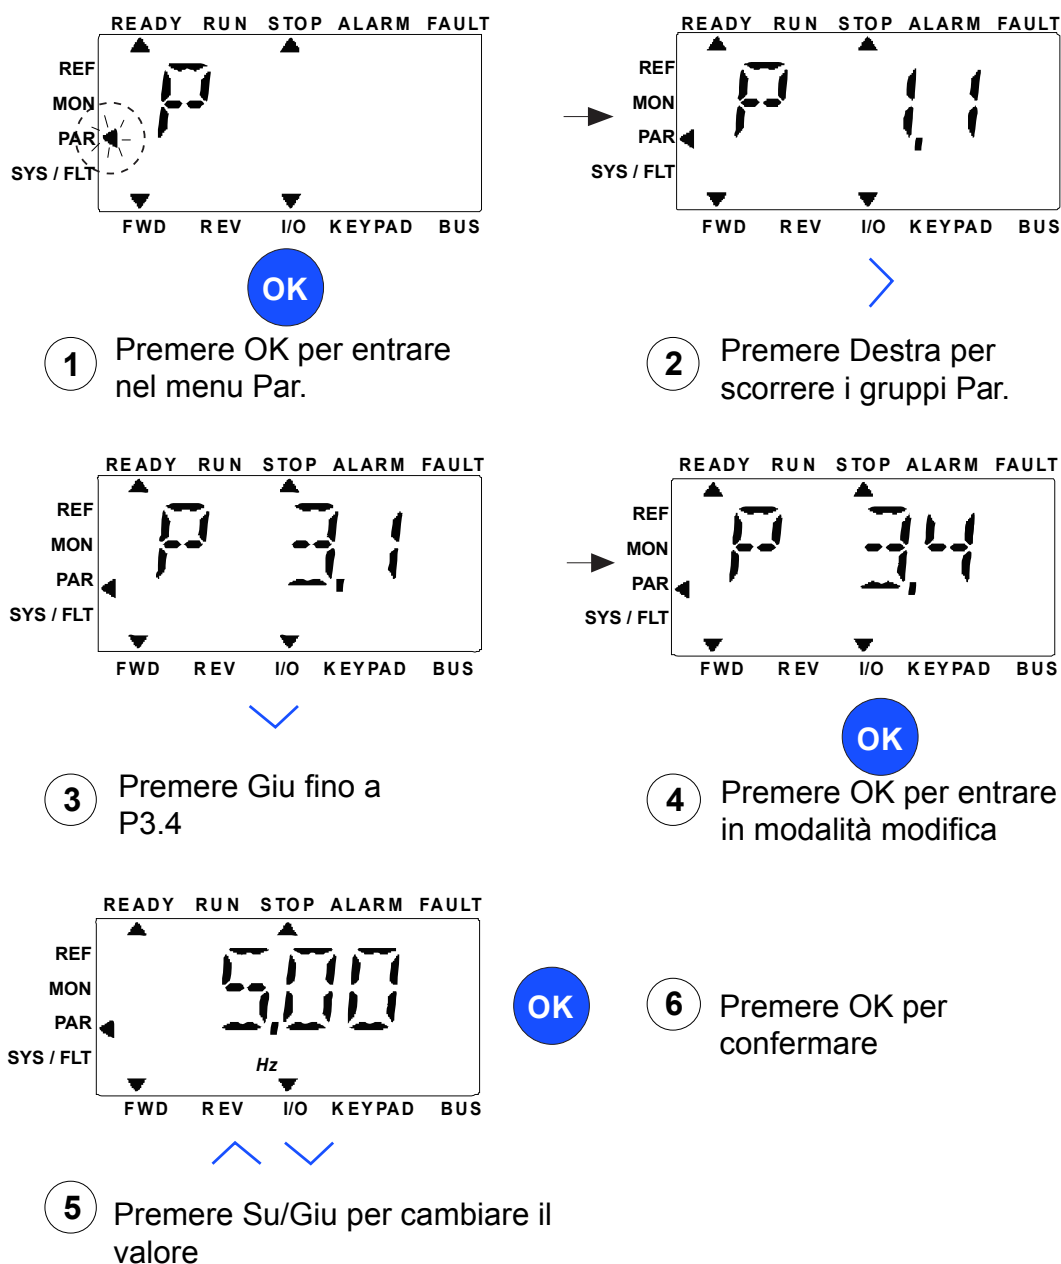 READY RUN STOP ALARM FAULT
REF
MON
PAR
SYS / FLT
P
FWD REV I/O KEYPAD BUS
OK
1 Premere OK per entrare
nel menu Par.
READY RUN STOP ALARM FAULT
REF
MON
PAR
SYS / FLT
P 1.1
FWD REV I/O KEYPAD BUS
2 Premere Destra per
scorrere i gruppi Par.
READY RUN STOP ALARM FAULT
REF
MON
PAR
SYS / FLT
P 3.1
FWD REV I/O KEYPAD BUS
3 Premere Giu fino a
P3.4
READY RUN STOP ALARM FAULT
REF
MON
PAR
SYS / FLT
P 3.4
FWD REV I/O KEYPAD BUS
OK
4 Premere OK per entrare
in modalità modifica
READY RUN STOP ALARM FAULT
REF
MON
PAR
SYS / FLT
5.00
Hz
FWD REV I/O KEYPAD BUS
5 Premere Su/Giu per cambiare il
valore
OK
6 Premere OK per
confermare